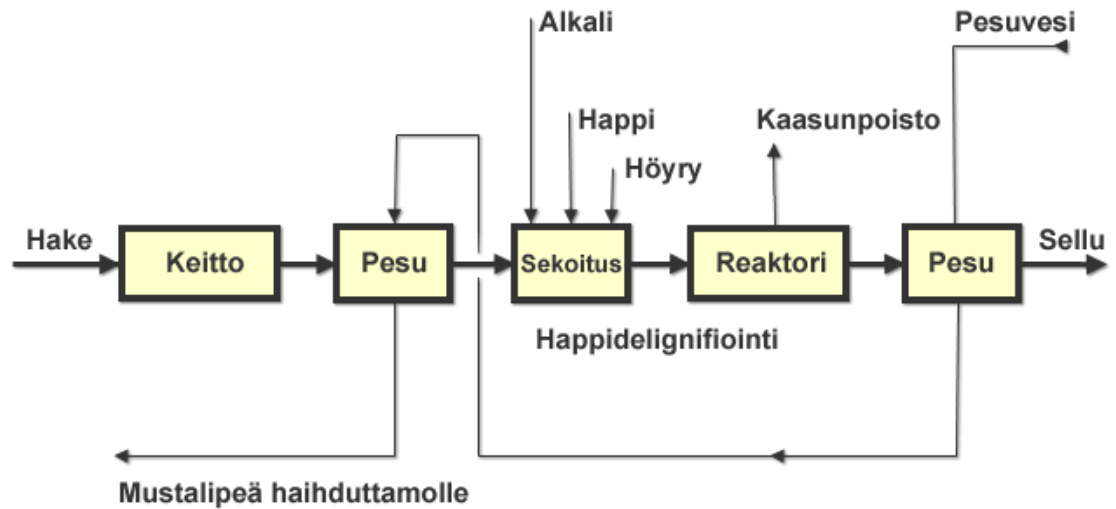 Alkali
Pesuvesi
Happi
Kaasunpoisto
Höyry
Hake
Keitto
Pesu
Sekoitus
Reaktori
Pesu
Sellu
Happidelignifiointi
Mustalipeä haihduttamolle